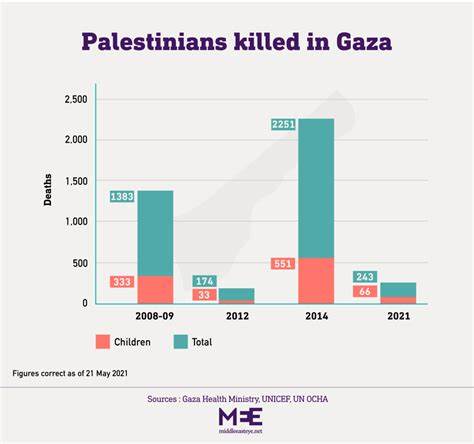 Palestinians killed in Gaza
2,500
2,000
1,500
1,000
500
0
Deaths
1383
333
174
33
2251
551
243
66
2008-09
2012
2014
2021
Children
Total
Figures correct as of 21 May 2021
Sources : Gaza Health Ministry, UNICEF, UN OCHA
MEE
middleeasteye.net